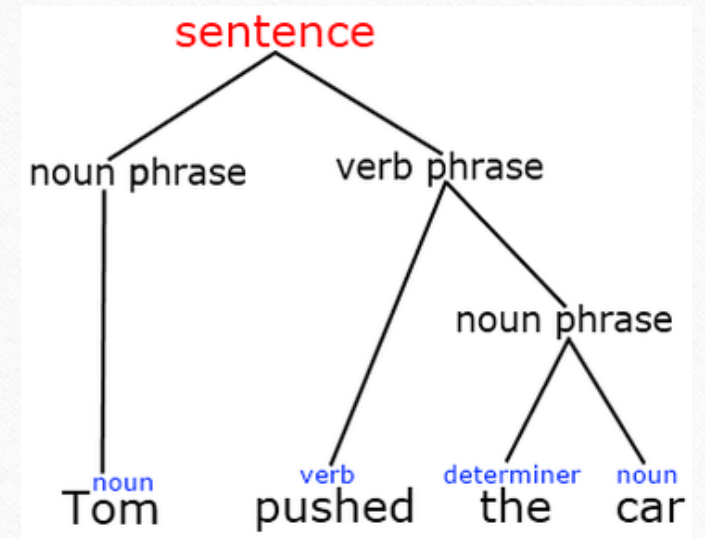 sentence
noun phrase verb phrase
noun phrase
noun verb determiner noun
Tom pushed the car